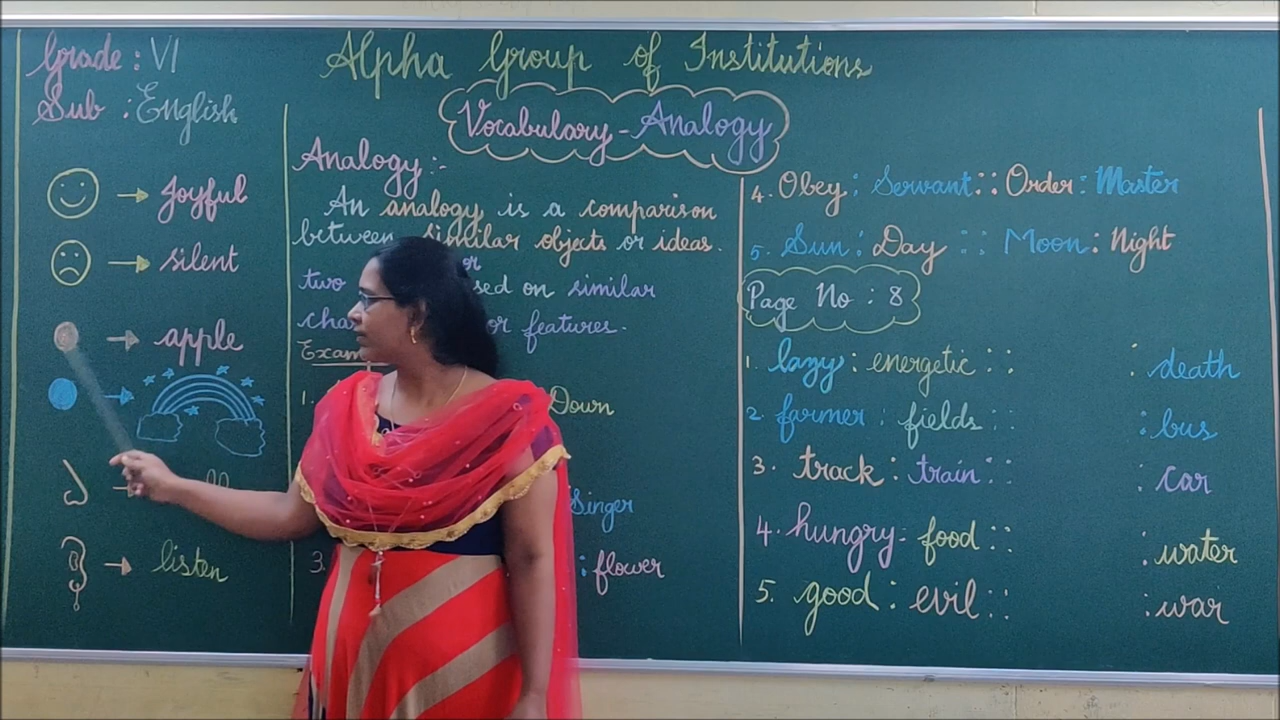 Grade : VI
Sub : English
Alpha Group of Institutions
Vocabulary - Analogy
→ Joyful
→ silent
→ apple
→
→ listen
Analogy :-
An analogy is a comparison
between similar objects or ideas.
or
two on similar
or features.
1. Down
Singer
3. : flower
4. Obey : Servant :: Order : Master
5. Sun : Day :: Moon : Night
Page No : 8
1. lazy : energetic :: : death
2. farmer : fields :: : bus
3. track : train :: : car
4. hungry : food :: : water
5. good : evil :: : war